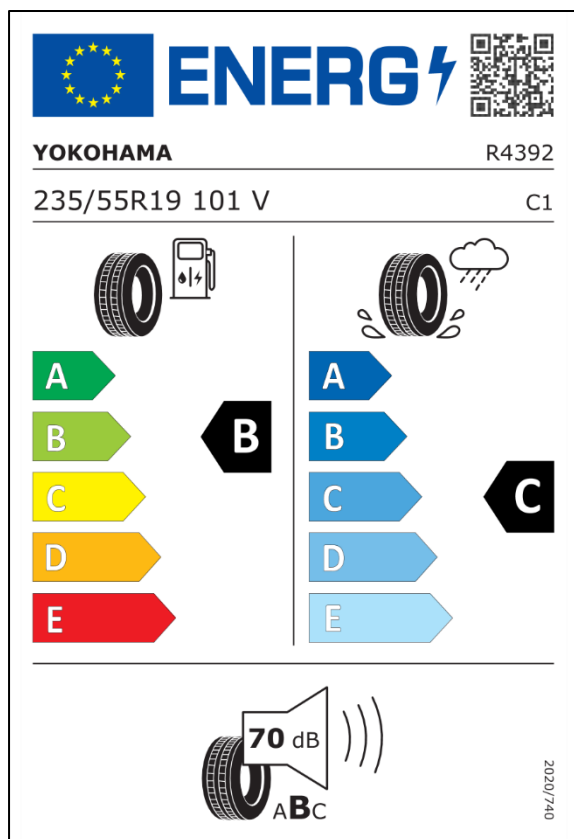 ENERG
YOKOHAMA R4392
235/55R19 101 V C1
A A
B B B
C C C
D D
E E
70 dB
ABC
2020/740